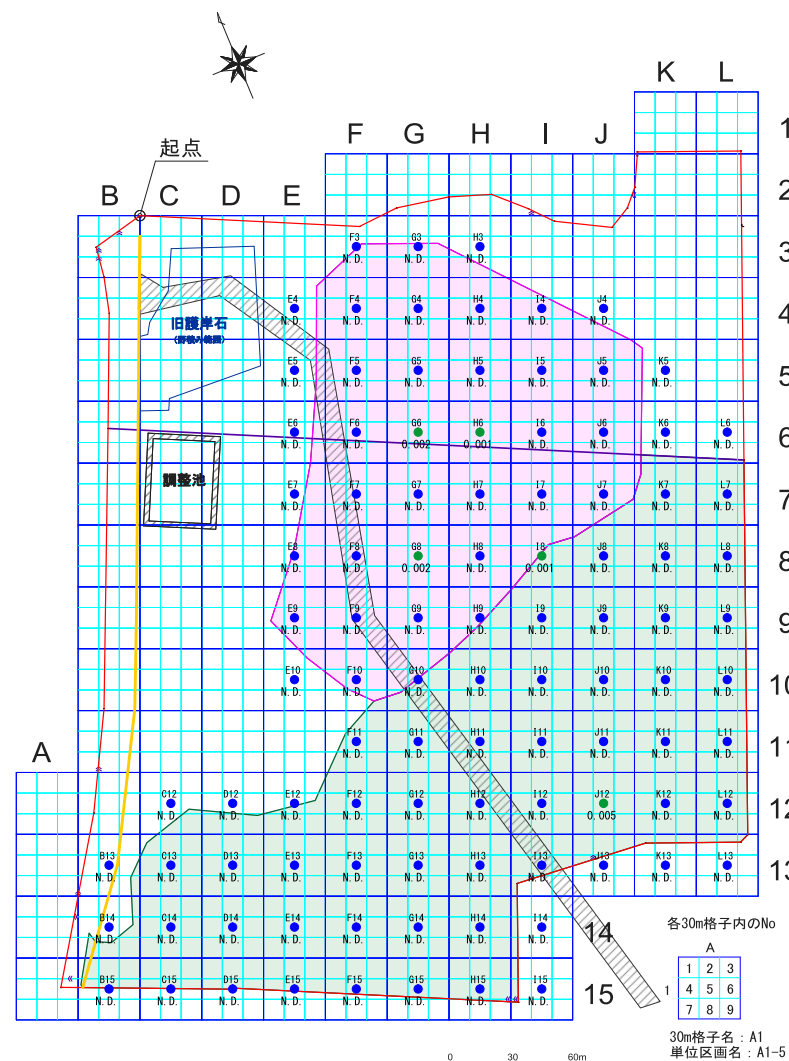 K L
F G H I J
1
起点
2
B C D E
F3 G3 H3
N.D. N.D. N.D.
3
E4 F4 G4 H4 I4 J4
N.D. N.D. N.D. N.D. N.D. N.D.
4
旧護岸石
E5 F5 G5 H5 I5 J5 K5
N.D. N.D. N.D. N.D. N.D. N.D. N.D.
5
E6 F6 G6 H6 I6 J6 K6 L6
N.D. N.D. 0.002 0.001 N.D. N.D. N.D. N.D.
6
調整池
E7 F7 G7 H7 I7 J7 K7 L7
N.D. N.D. N.D. N.D. N.D. N.D. N.D. N.D.
7
E8 F8 G8 H8 I8 J8 K8 L8
N.D. N.D. 0.002 N.D. 0.001 N.D. N.D. N.D.
8
E9 F9 G9 H9 I9 J9 K9 L9
N.D. N.D. N.D. N.D. N.D. N.D. N.D. N.D.
9
E10 F10 G10 H10 I10 J10 K10 L10
N.D. N.D. N.D. N.D. N.D. N.D. N.D. N.D.
10
F11 G11 H11 I11 J11 K11 L11
N.D. N.D. N.D. N.D. N.D. N.D. N.D.
11
A
C12 D12 E12 F12 G12 H12 I12 J12 K12 L12
N.D. N.D. N.D. N.D. N.D. N.D. N.D. 0.005 N.D. N.D.
12
B13 C13 D13 E13 F13 G13 H13 I13 J13 K13 L13
N.D. N.D. N.D. N.D. N.D. N.D. N.D. N.D. N.D. N.D. N.D.
13
B14 C14 D14 E14 F14 G14 H14 I14
N.D. N.D. N.D. N.D. N.D. N.D. N.D. N.D.
14
B15 C15 D15 E15 F15 G15 H15 I15
N.D. N.D. N.D. N.D. N.D. N.D. N.D. N.D.
15
各30m格子内のNo
A
1 2 3
1 4 5 6
7 8 9
30m格子名：A1
単位区画名：A1-5
0 30 60m